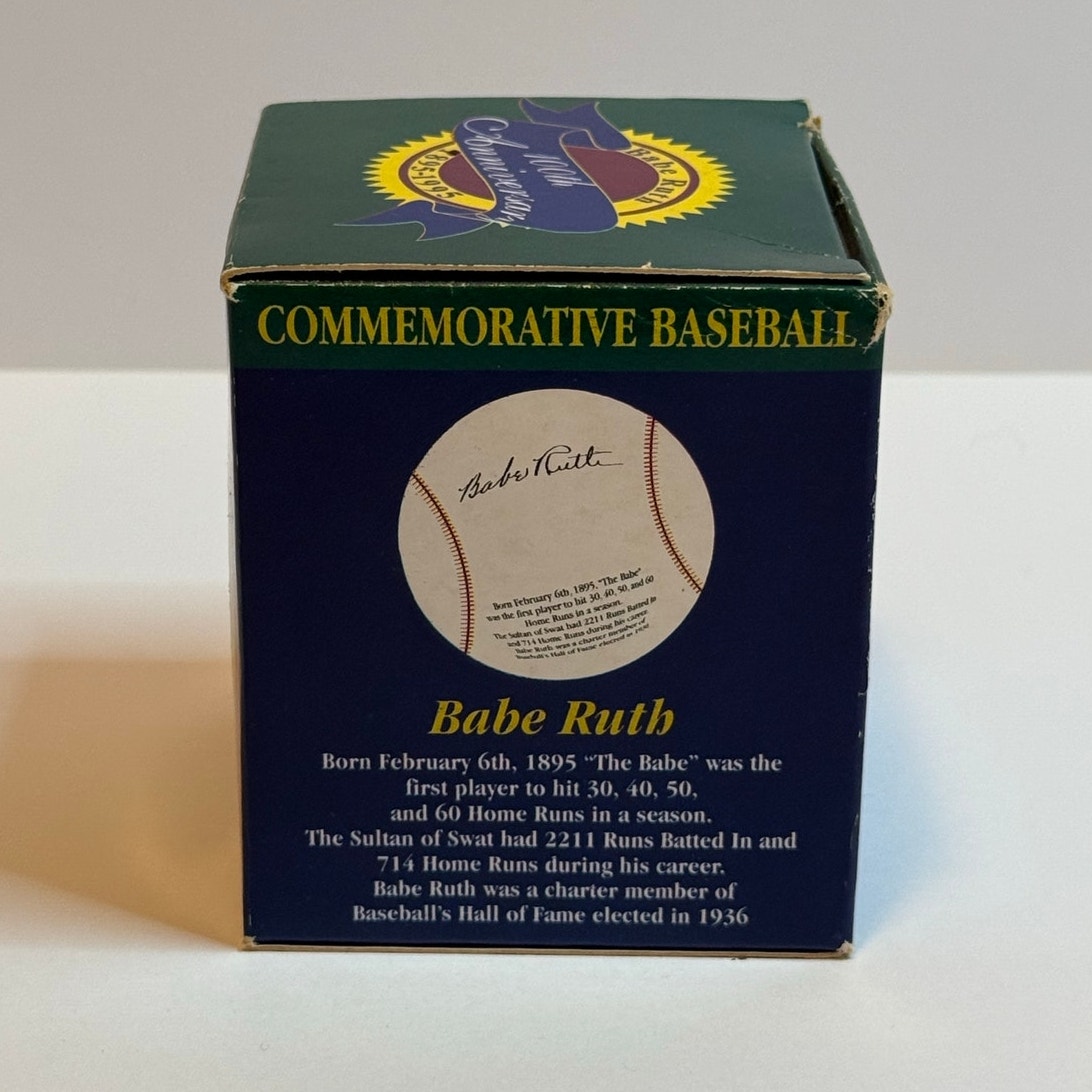 100th
Anniversary
1895-1995
Babe Ruth
COMMEMORATIVE BASEBALL
Babe Ruth
Born February 6th, 1895, "The Babe"
was the first player to hit 30, 40, 50, and 60
Home Runs in a season.
The Sultan of Swat had 2211 Runs Batted In
and 714 Home Runs during his career.
Babe Ruth was a charter member of
Baseball's Hall of Fame elected in 1936
Babe Ruth
Born February 6th, 1895 “The Babe” was the
first player to hit 30, 40, 50,
and 60 Home Runs in a season.
The Sultan of Swat had 2211 Runs Batted In and
714 Home Runs during his career.
Babe Ruth was a charter member of
Baseball's Hall of Fame elected in 1936